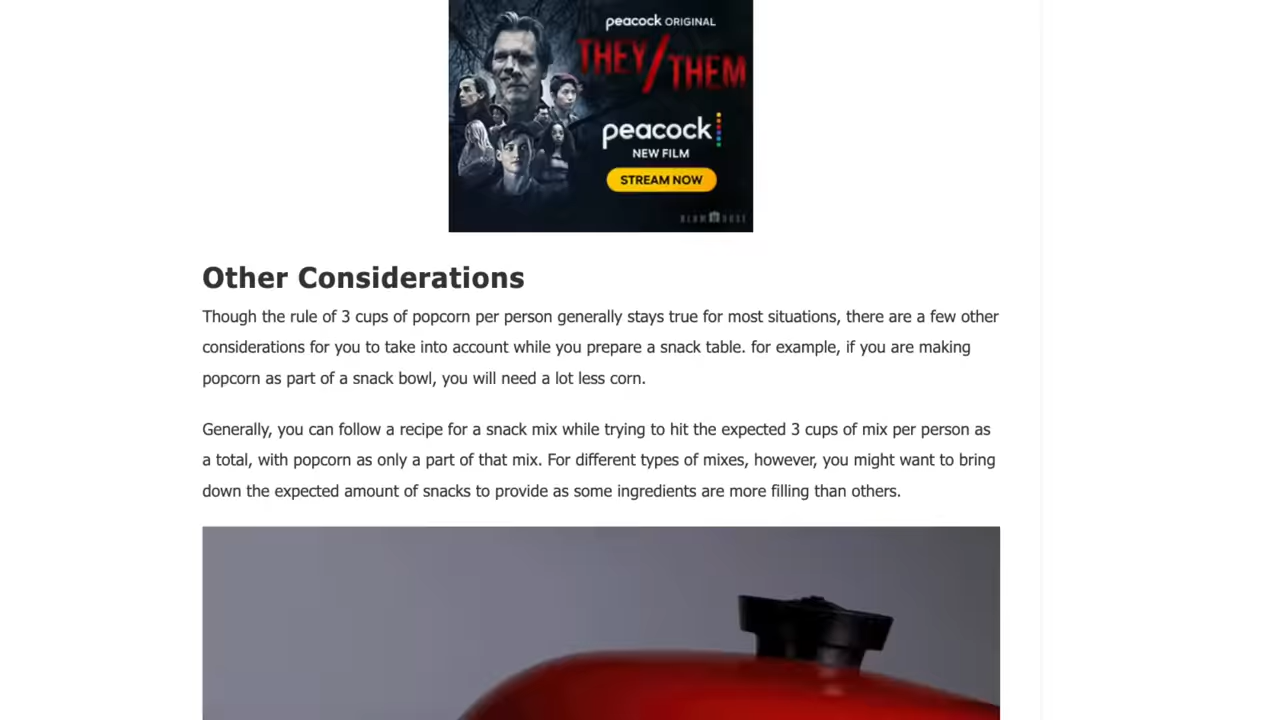 peacock ORIGINAL
THEY/THEM
peacock
NEW FILM
STREAM NOW
BLUMHOUSE
Other Considerations
Though the rule of 3 cups of popcorn per person generally stays true for most situations, there are a few other
considerations for you to take into account while you prepare a snack table. for example, if you are making
popcorn as part of a snack bowl, you will need a lot less corn.
Generally, you can follow a recipe for a snack mix while trying to hit the expected 3 cups of mix per person as
a total, with popcorn as only a part of that mix. For different types of mixes, however, you might want to bring
down the expected amount of snacks to provide as some ingredients are more filling than others.